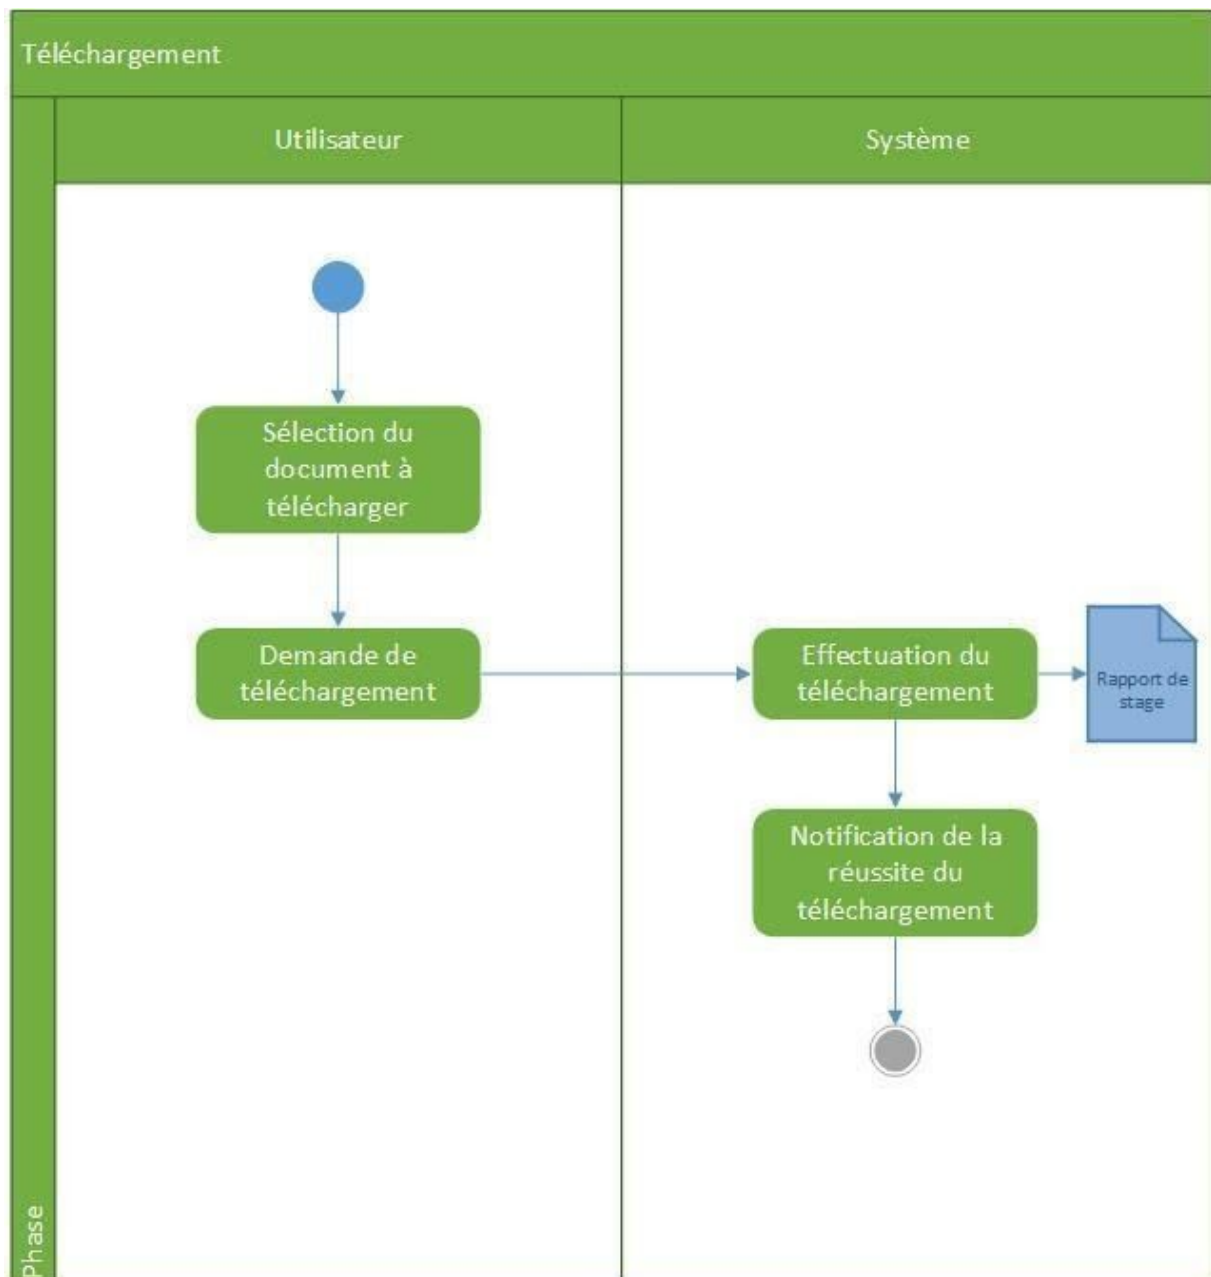 Téléchargement
Utilisateur
Système
Sélection du
document à
télécharger
Demande de
téléchargement
Effectuation du
téléchargement
Rapport de
stage
Notification de la
réussite du
téléchargement
Phase